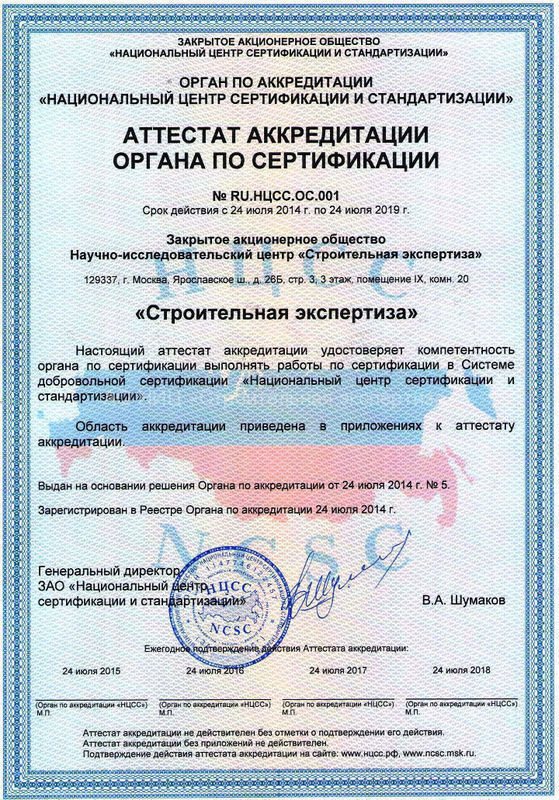 ЗАКРЫТОЕ АКЦИОНЕРНОЕ ОБЩЕСТВО
«НАЦИОНАЛЬНЫЙ ЦЕНТР СЕРТИФИКАЦИИ И СТАНДАРТИЗАЦИИ»
ОРГАН ПО АККРЕДИТАЦИИ
«НАЦИОНАЛЬНЫЙ ЦЕНТР СЕРТИФИКАЦИИ И СТАНДАРТИЗАЦИИ»
АТТЕСТАТ АККРЕДИТАЦИИ
ОРГАНА ПО СЕРТИФИКАЦИИ
№ RU.НЦСС.ОС.001
Срок действия с 24 июля 2014 г. по 24 июля 2019 г.
Закрытое акционерное общество
Научно-исследовательский центр «Строительная экспертиза»
НЦСС
129337, г. Москва, Ярославское ш., д. 26Б, стр. 3, 3 этаж, помещение IX, комн. 20
«Строительная экспертиза»
Настоящий аттестат аккредитации удостоверяет компетентность
органа по сертификации выполнять работы по сертификации в Системе
добровольной сертификации «Национальный центр сертификации и
стандартизации».
Область аккредитации приведена в приложениях к аттестату
аккредитации.
Выдан на основании решения Органа по аккредитации от 24 июля 2014 г. № 5.
Зарегистрирован в Реестре Органа по аккредитации 24 июля 2014 г.
NCSC
Генеральный директор
ЗАО «Национальный центр
сертификации и стандартизации»
В.А. Шумаков
НЦСС
NCSC
Ежегодное подтверждение действия Аттестата аккредитации:
24 июля 2015 24 июля 2016 24 июля 2017 24 июля 2018
(Орган по аккредитации «НЦСС») (Орган по аккредитации «НЦСС») (Орган по аккредитации «НЦСС») (Орган по аккредитации «НЦСС»)
М.П. М.П. М.П. М.П.
Аттестат аккредитации не действителен без отметки о подтверждении его действия.
Аттестат аккредитации без приложений не действителен.
Подтверждение действия аттестата аккредитации на сайте: www.нцсс.рф, www.ncsc.msk.ru.